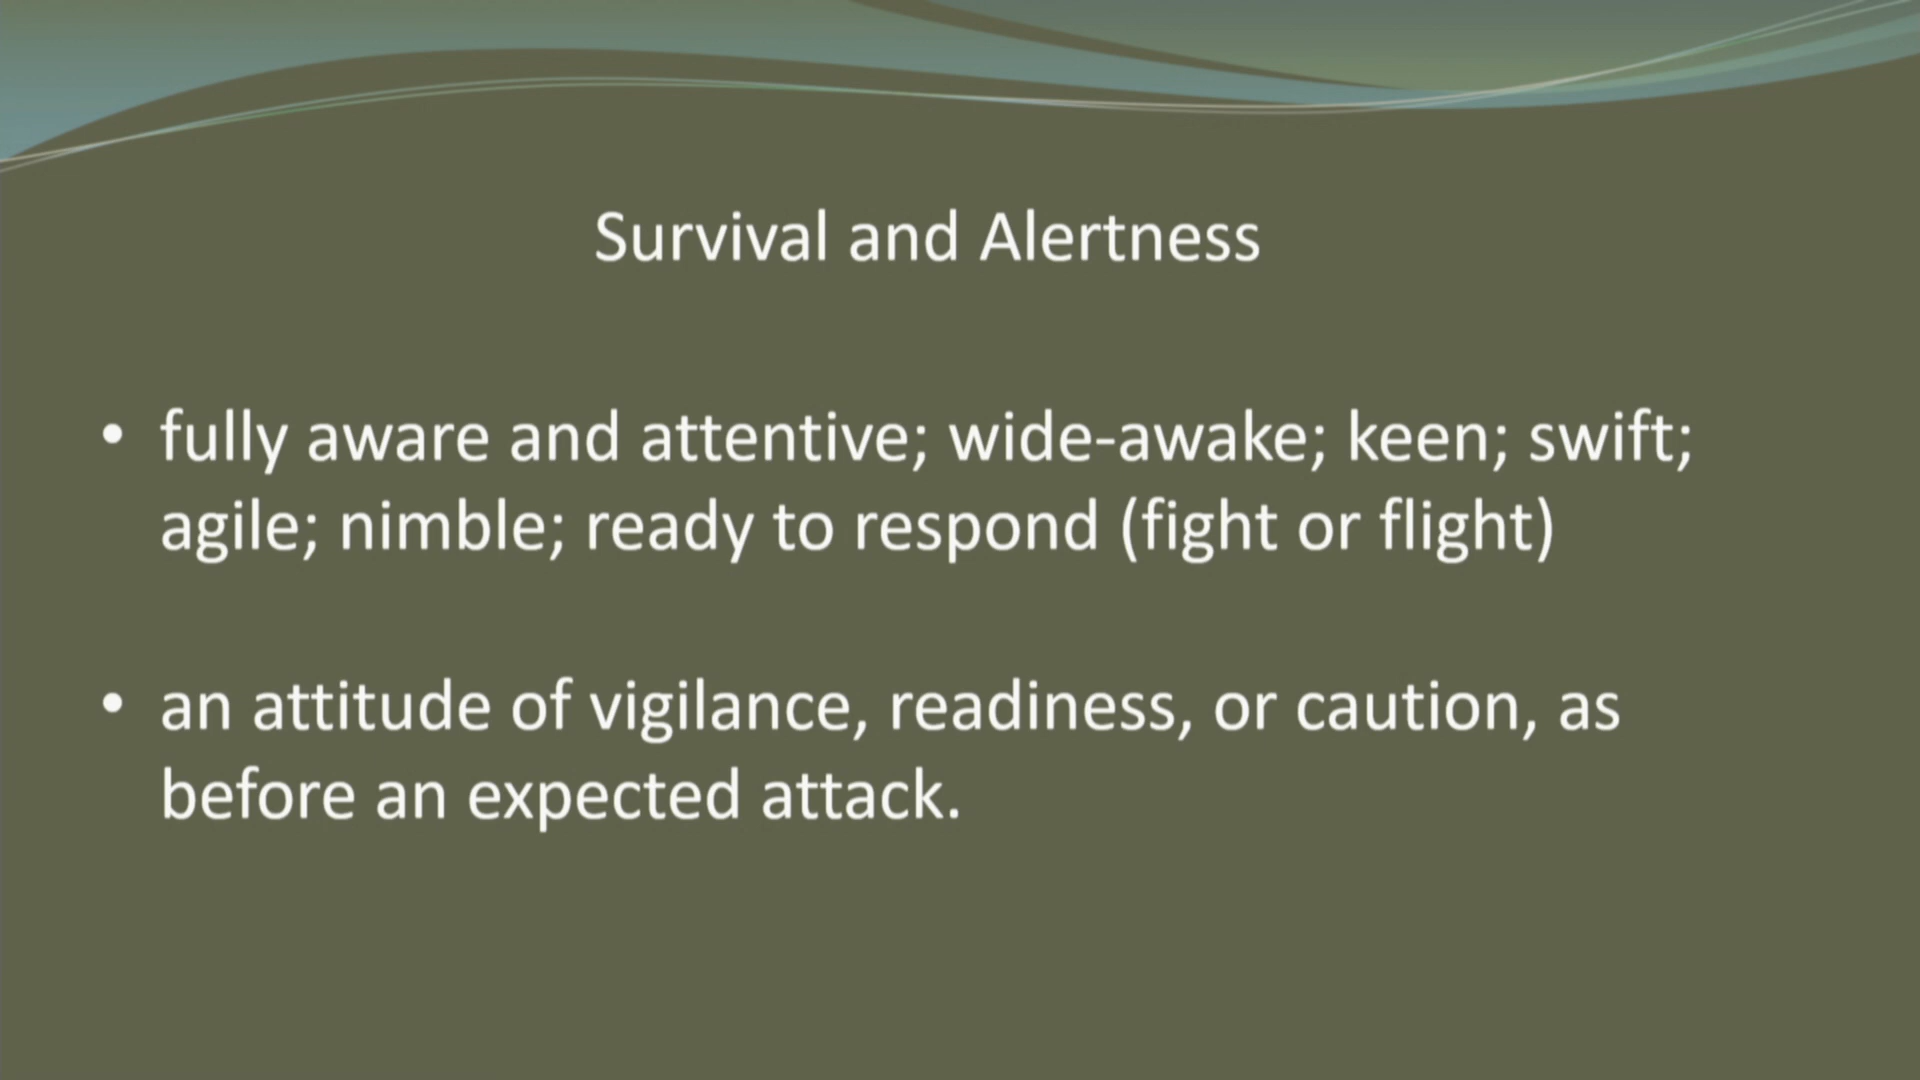 Survival and Alertness
• fully aware and attentive; wide-awake; keen; swift;
agile; nimble; ready to respond (fight or flight)
• an attitude of vigilance, readiness, or caution, as
before an expected attack.